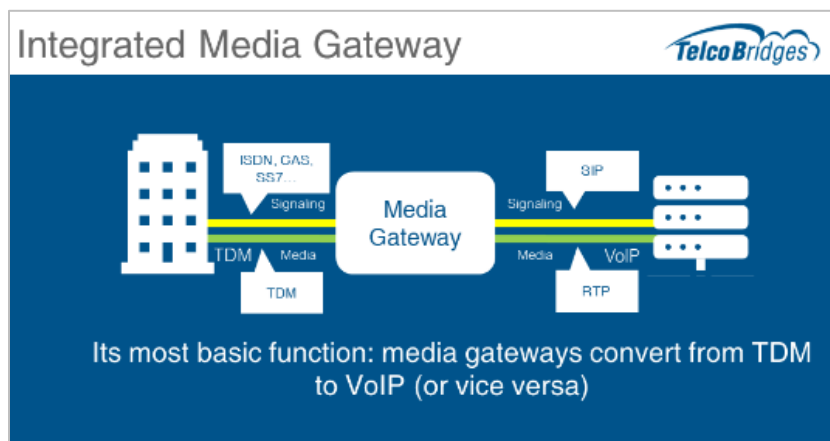 Integrated Media Gateway
TelcoBridges
ISDN, CAS,
SS7...
SIP
Signaling
Media
Gateway
Signaling
TDM
Media
Media
VoIP
TDM
RTP
Its most basic function: media gateways convert from TDM
to VoIP (or vice versa)